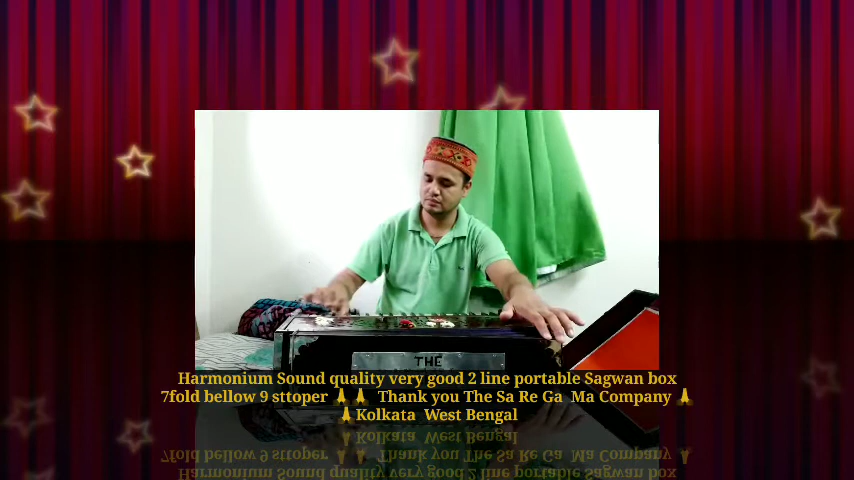 THE
Harmonium Sound quality very good 2 line portable Sagwan box
7fold bellow 9 sttoper 🙏🙏 Thank you The Sa Re Ga Ma Company 🙏
🙏Kolkata West Bengal